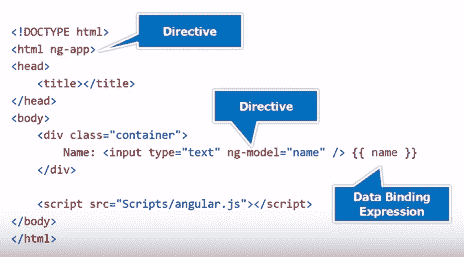 <!DOCTYPE html>
<html ng-app>
Directive
<head>
<title></title>
</head>
Directive
<body>
<div class="container">
Name: <input type="text" ng-model="name" /> {{ name }}
</div>
Data Binding
Expression
<script src="Scripts/angular.js"></script>
</body>
</html>